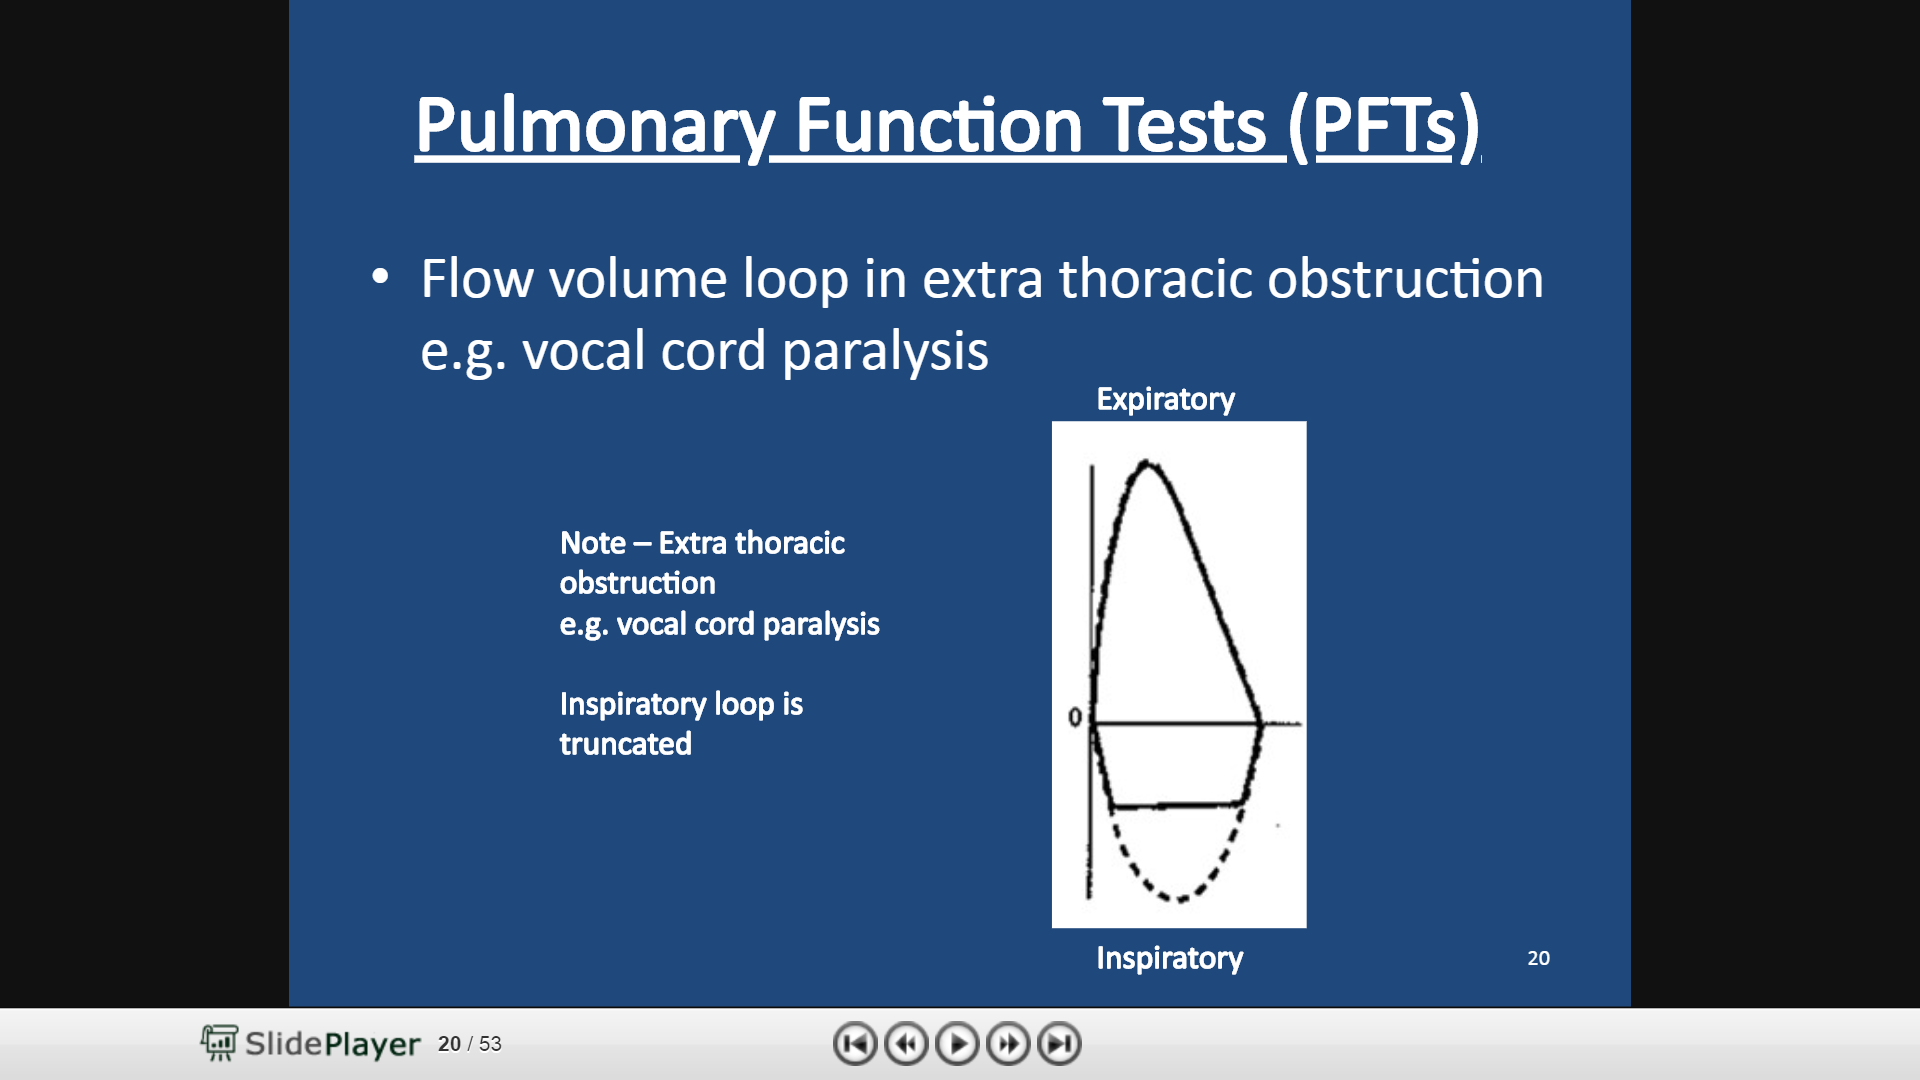 Pulmonary Function Tests (PFTs)
• Flow volume loop in extra thoracic obstruction
e.g. vocal cord paralysis
Expiratory
Note – Extra thoracic
obstruction
e.g. vocal cord paralysis
Inspiratory loop is
truncated
0
Inspiratory
20
SlidePlayer 20 / 53